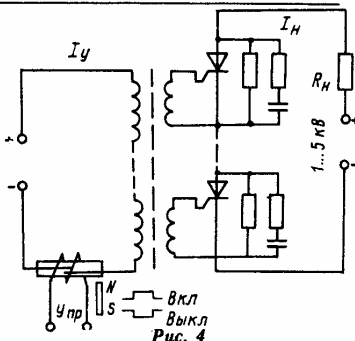 Iу
Iн
Rн
+
-
1...5 кв
+
-
N
S
Uпр
Вкл
Выкл
Рис. 4